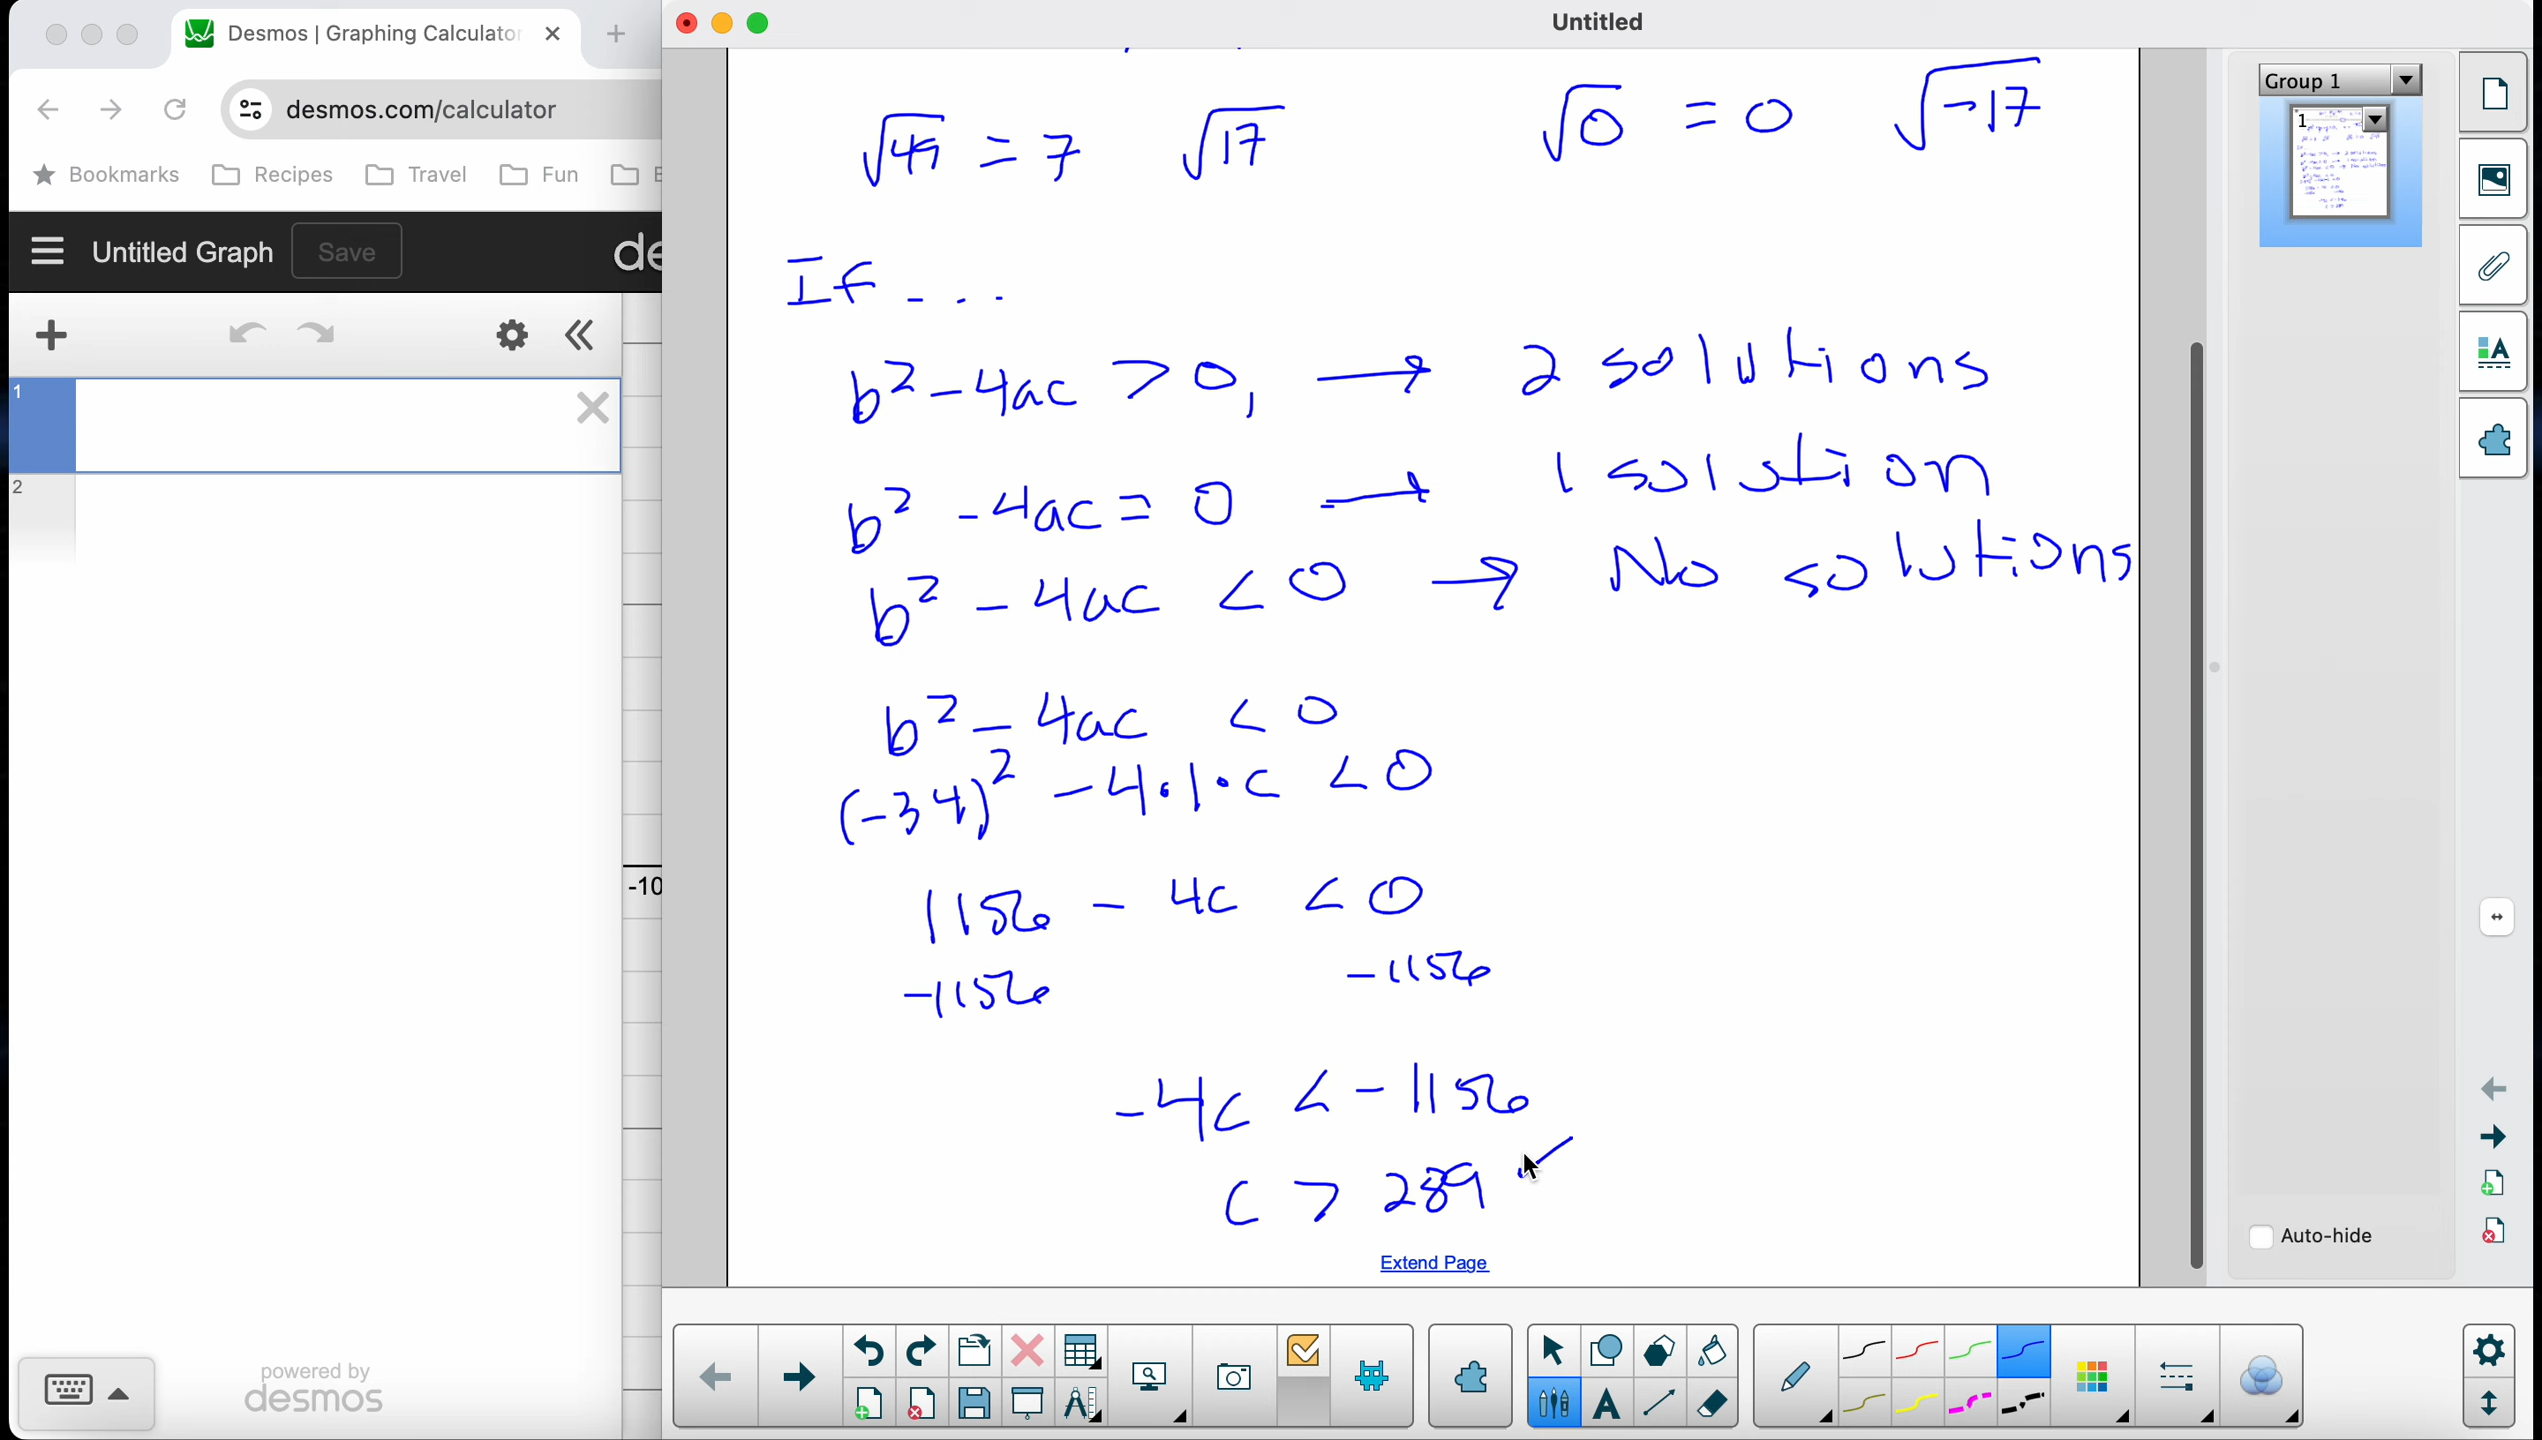 Desmos | Graphing Calculator
desmos.com/calculator
Bookmarks Recipes Travel Fun
Untitled Graph Save
1
2
-10
powered by
desmos
Untitled
√49 = 7 √17 √0 = 0 √-17
If ...
b² - 4ac > 0, → 2 solutions
b² - 4ac = 0 → 1 solution
b² - 4ac < 0 → No solutions
b² - 4ac < 0
(-34)² - 4·1·c < 0
1156 - 4c < 0
-1156 -1156
-4c < -1156
c > 289 ✓
Extend Page
Group 1
1
Auto-hide